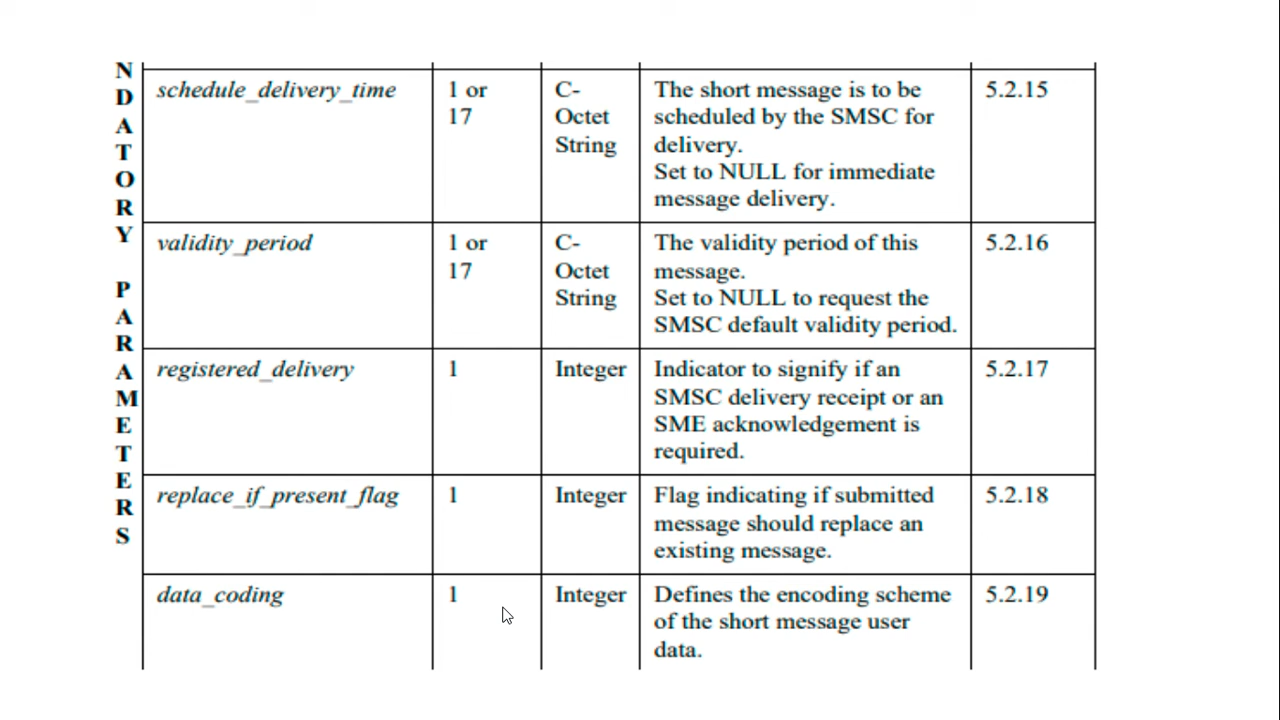 N
D
A
T
O
R
Y
P
A
R
A
M
E
T
E
R
S
schedule_delivery_time
1 or
17
C-
Octet
String
The short message is to be
scheduled by the SMSC for
delivery.
Set to NULL for immediate
message delivery.
5.2.15
validity_period
1 or
17
C-
Octet
String
The validity period of this
message.
Set to NULL to request the
SMSC default validity period.
5.2.16
registered_delivery
1
Integer
Indicator to signify if an
SMSC delivery receipt or an
SME acknowledgement is
required.
5.2.17
replace_if_present_flag
1
Integer
Flag indicating if submitted
message should replace an
existing message.
5.2.18
data_coding
1
Integer
Defines the encoding scheme
of the short message user
data.
5.2.19